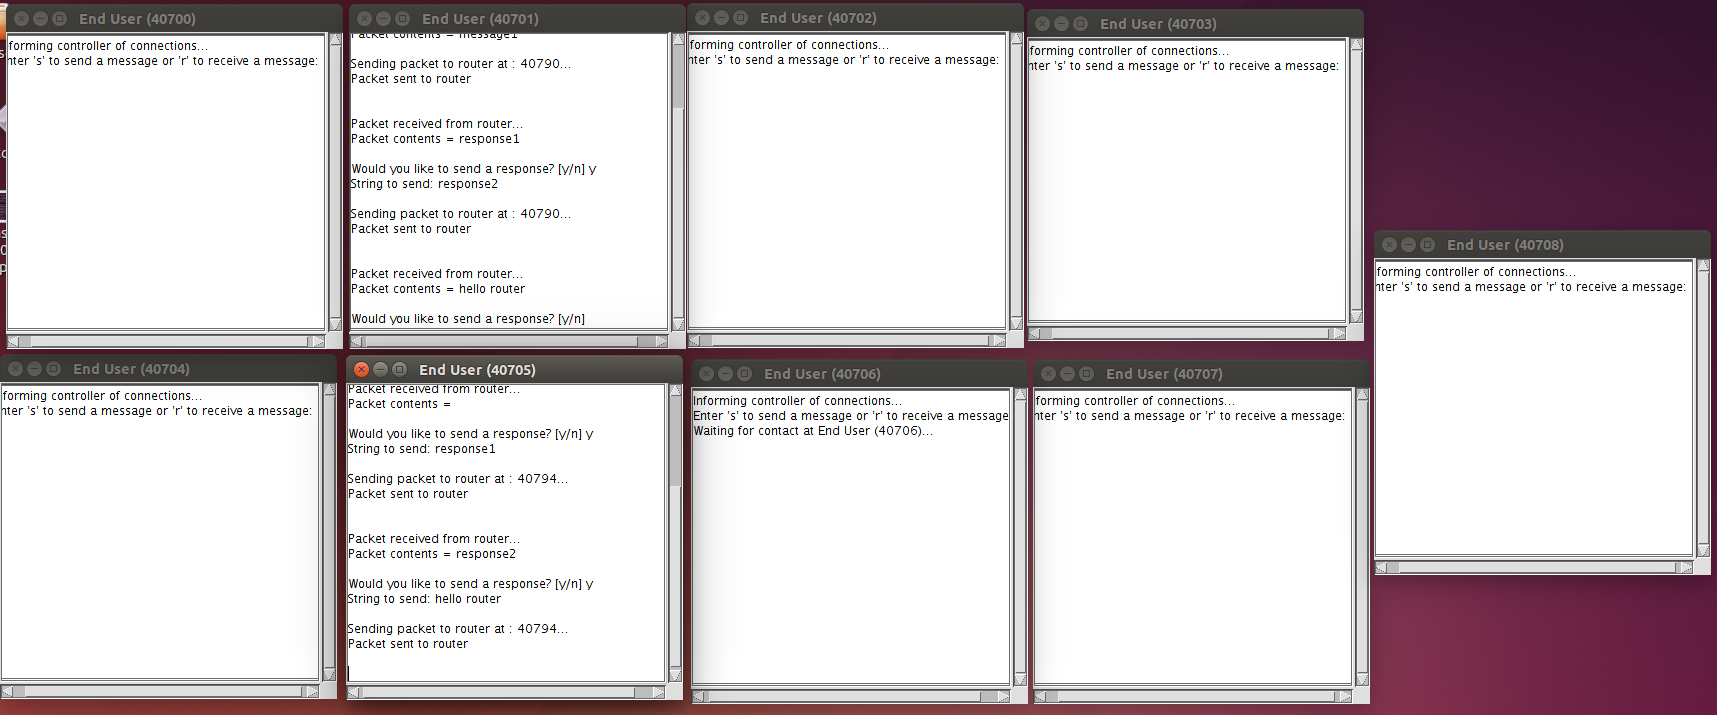 End User (40700)
forming controller of connections...
nter 's' to send a message or 'r' to receive a message:
End User (40701)
Packet contents = message1
Sending packet to router at : 40790...
Packet sent to router
Packet received from router...
Packet contents = response1
Would you like to send a response? [y/n] y
String to send: response2
Sending packet to router at : 40790...
Packet sent to router
Packet received from router...
Packet contents = hello router
Would you like to send a response? [y/n]
End User (40702)
forming controller of connections...
nter 's' to send a message or 'r' to receive a message:
End User (40703)
forming controller of connections...
nter 's' to send a message or 'r' to receive a message:
End User (40708)
forming controller of connections...
nter 's' to send a message or 'r' to receive a message:
End User (40704)
forming controller of connections...
nter 's' to send a message or 'r' to receive a message:
End User (40705)
Packet received from router...
Packet contents =
Would you like to send a response? [y/n] y
String to send: response1
Sending packet to router at : 40794...
Packet sent to router
Packet received from router...
Packet contents = response2
Would you like to send a response? [y/n] y
String to send: hello router
Sending packet to router at : 40794...
Packet sent to router
End User (40706)
Informing controller of connections...
Enter 's' to send a message or 'r' to receive a message
Waiting for contact at End User (40706)...
End User (40707)
forming controller of connections...
nter 's' to send a message or 'r' to receive a message: